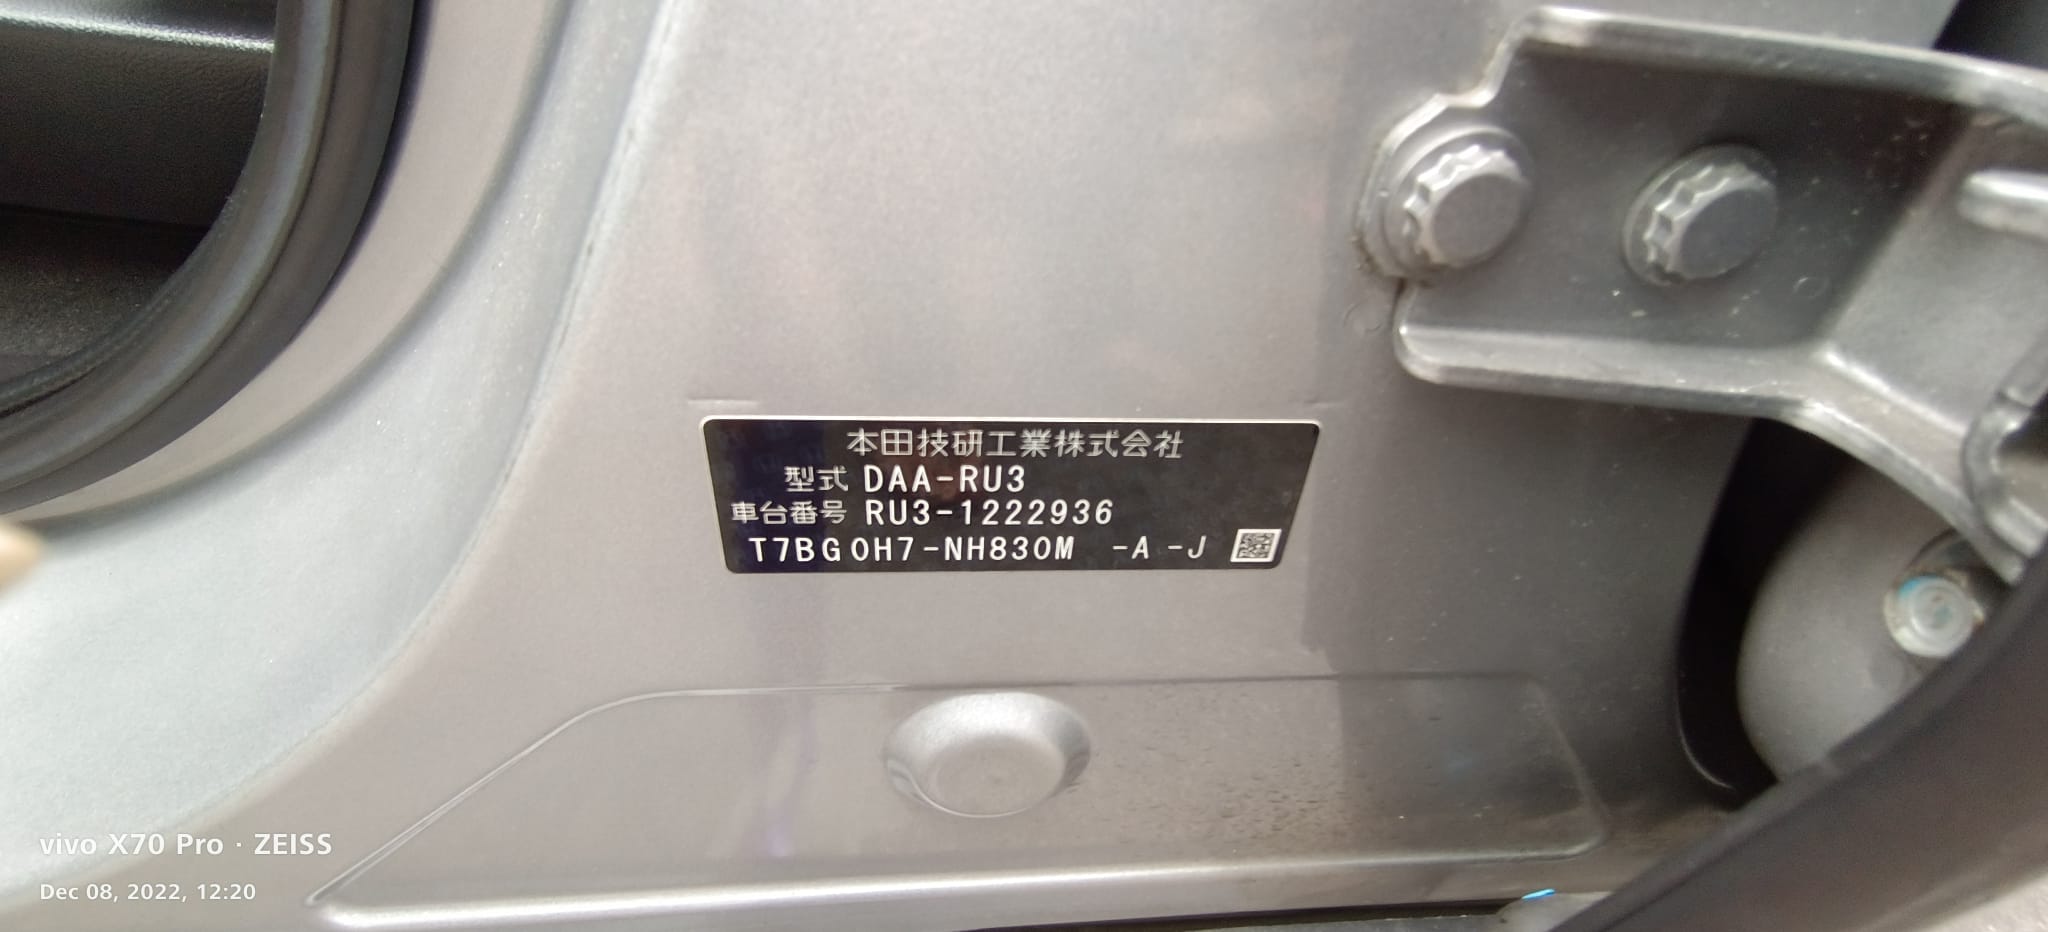 本田技研工業株式会社
型式 DAA-RU3
車台番号 RU3-1222936
T7BG0H7-NH830M -A -J
vivo X70 Pro · ZEISS
Dec 08, 2022, 12:20